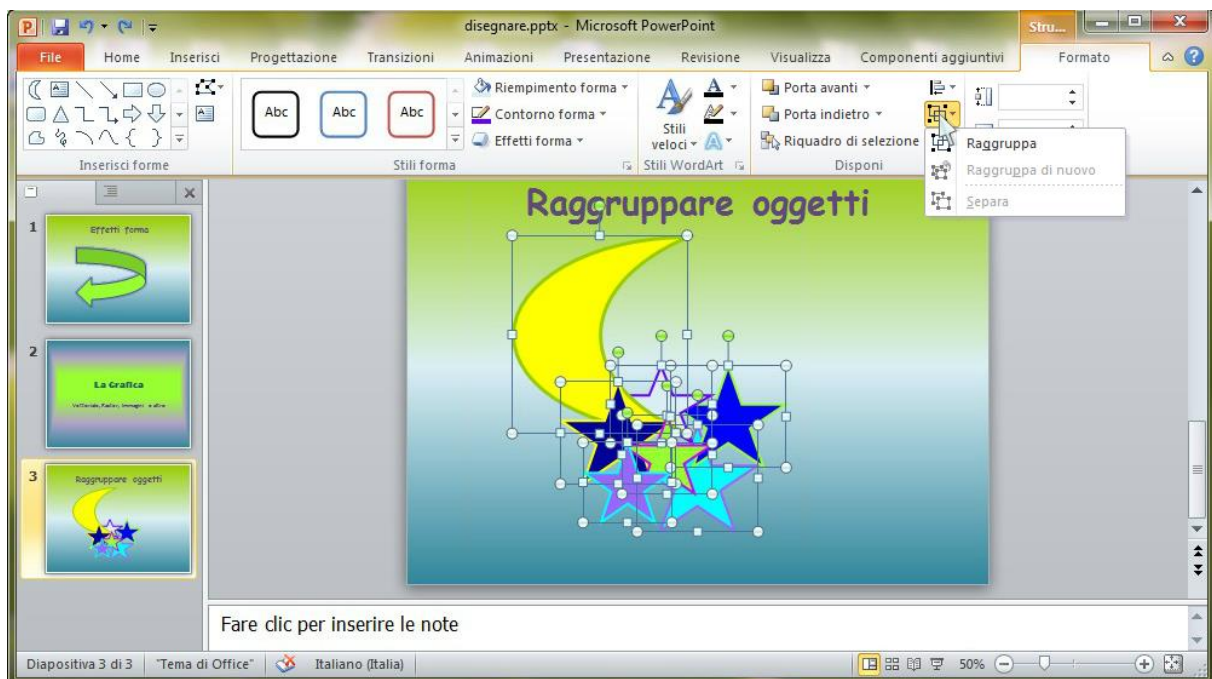 disegnare.pptx - Microsoft PowerPoint
Stru...
File Home Inserisci Progettazione Transizioni Animazioni Presentazione Revisione Visualizza Componenti aggiuntivi Formato
Abc Abc Abc
Riempimento forma
Contorno forma
Effetti forma
Stili
veloci
Porta avanti
Porta indietro
Riquadro di selezione
Inserisci forme Stili forma Stili WordArt Disponi
Raggruppa
Raggruppa di nuovo
Separa
1
Effetti forma
2
La Grafica
3
Raggruppare oggetti
Raggruppare oggetti
Fare clic per inserire le note
Diapositiva 3 di 3 "Tema di Office" Italiano (Italia) 50%